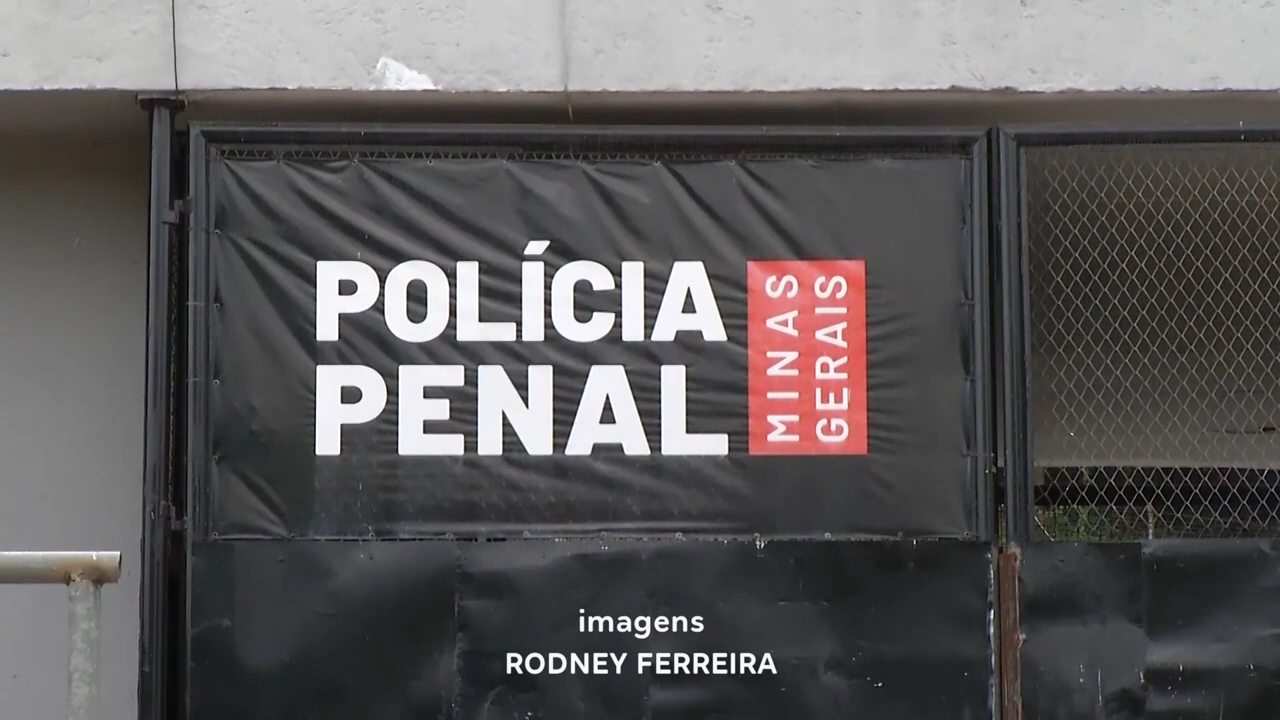 POLÍCIA
PENAL
MINAS
GERAIS
imagens
RODNEY FERREIRA